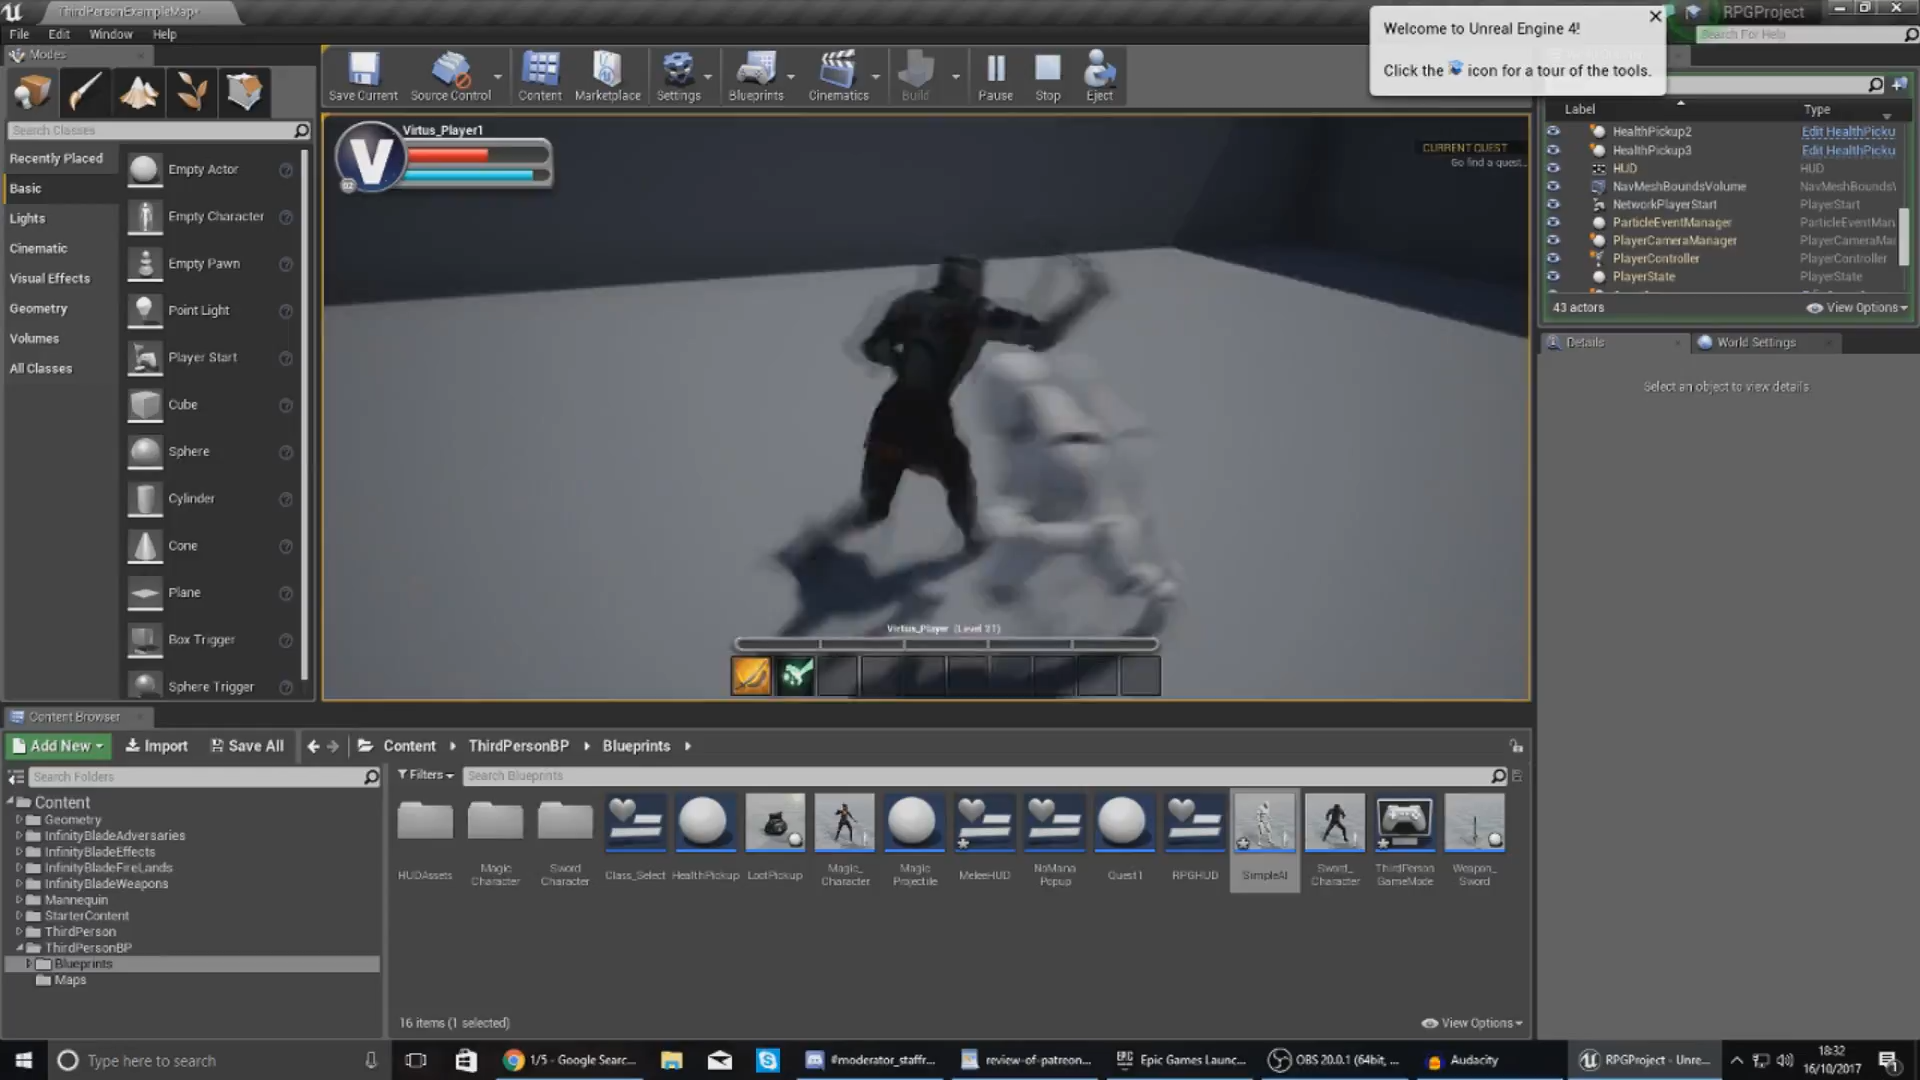 ThirdPersonExampleMap*
RPGProject
File Edit Window Help
Search For Help
Welcome to Unreal Engine 4!
Click the icon for a tour of the tools.
Modes
Save Current Source Control Content Marketplace Settings Blueprints Cinematics Build Pause Stop Eject
Search Classes
Recently Placed
Basic
Lights
Cinematic
Visual Effects
Geometry
Volumes
All Classes
Empty Actor
Empty Character
Empty Pawn
Point Light
Player Start
Cube
Sphere
Cylinder
Cone
Plane
Box Trigger
Sphere Trigger
Virtus_Player1
V
02
CURRENT QUEST
Go find a quest...
Virtus_Player (Level 21)
Label Type
HealthPickup2 Edit HealthPicku
HealthPickup3 Edit HealthPicku
HUD HUD
NavMeshBoundsVolume NavMeshBoundsV
NetworkPlayerStart PlayerStart
ParticleEventManager ParticleEventMan
PlayerCameraManager PlayerCameraMa
PlayerController PlayerController
PlayerState PlayerState
43 actors View Options
Details World Settings
Select an object to view details
Content Browser
Add New Import Save All Content ThirdPersonBP Blueprints
Search Folders
Filters Search Blueprints
Content
Geometry
InfinityBladeAdversaries
InfinityBladeEffects
InfinityBladeFireLands
InfinityBladeWeapons
Mannequin
StarterContent
ThirdPerson
ThirdPersonBP
Blueprints
Maps
HUDAssets
Magic Character
Sword Character
Class_Select
HealthPickup
LootPickup
Magic_ Character
Magic Projectile
MeleeHUD
NoMana Popup
Quest1
RPGHUD
SimpleAI
Sword_ Character
ThirdPerson GameMode
Weapon_ Sword
16 items (1 selected) View Options
Type here to search
1/5 - Google Searc...
#moderator_staffr...
review-of-patreon...
Epic Games Launc...
OBS 20.0.1 (64bit, ...
Audacity
RPGProject - Unre...
18:32
16/10/2017
1